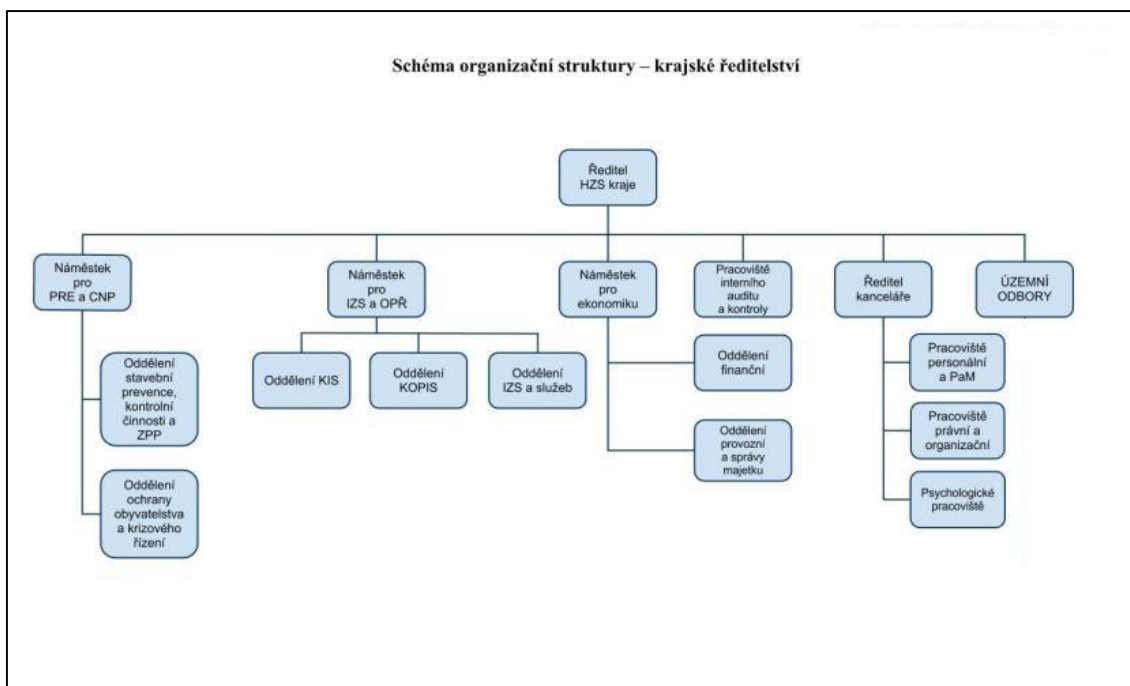 Schéma organizační struktury – krajské ředitelství
Ředitel
HZS kraje
Náměstek
pro
PRE a CNP
Náměstek
pro
IZS a OPŘ
Náměstek
pro
ekonomiku
Pracoviště
interního
auditu
a kontroly
Ředitel
kanceláře
ÚZEMNÍ
ODBORY
Oddělení
stavební
prevence,
kontrolní
činnosti a
ZPP
Oddělení
ochrany
obyvatelstva
a krizového
řízení
Oddělení KIS
Oddělení
KOPIS
Oddělení
IZS a služeb
Oddělení
finanční
Oddělení
provozní
a správy
majetku
Pracoviště
personální
a PaM
Pracoviště
právní a
organizační
Psychologické
pracoviště